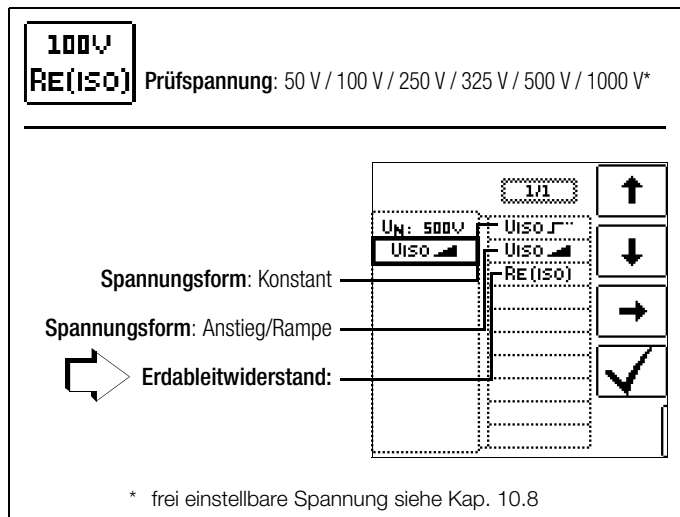 100V
RE(ISO) Prüfspannung: 50 V / 100 V / 250 V / 325 V / 500 V / 1000 V*
1/1
UN: 500V
UISO
UISO
UISO
RE(ISO)
Spannungsform: Konstant
Spannungsform: Anstieg/Rampe
Erdableitwiderstand:
* frei einstellbare Spannung siehe Kap. 10.8